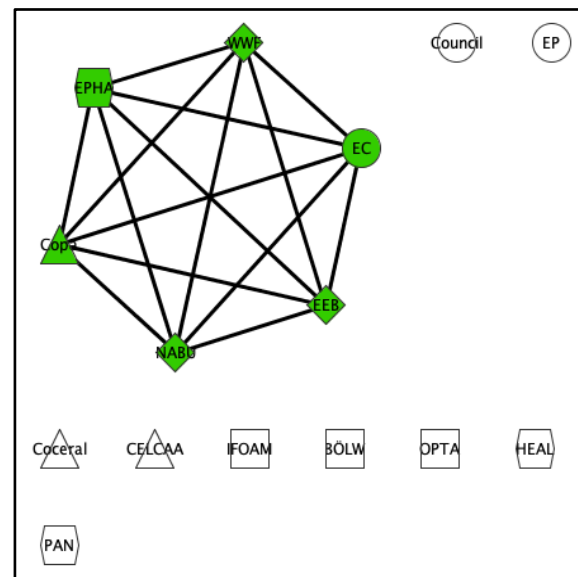 WWF
Council
EP
EPHA
EC
Copa
EEB
NABU
Coceral
CELCAA
IFOAM
BÖLW
OPTA
HEAL
PAN